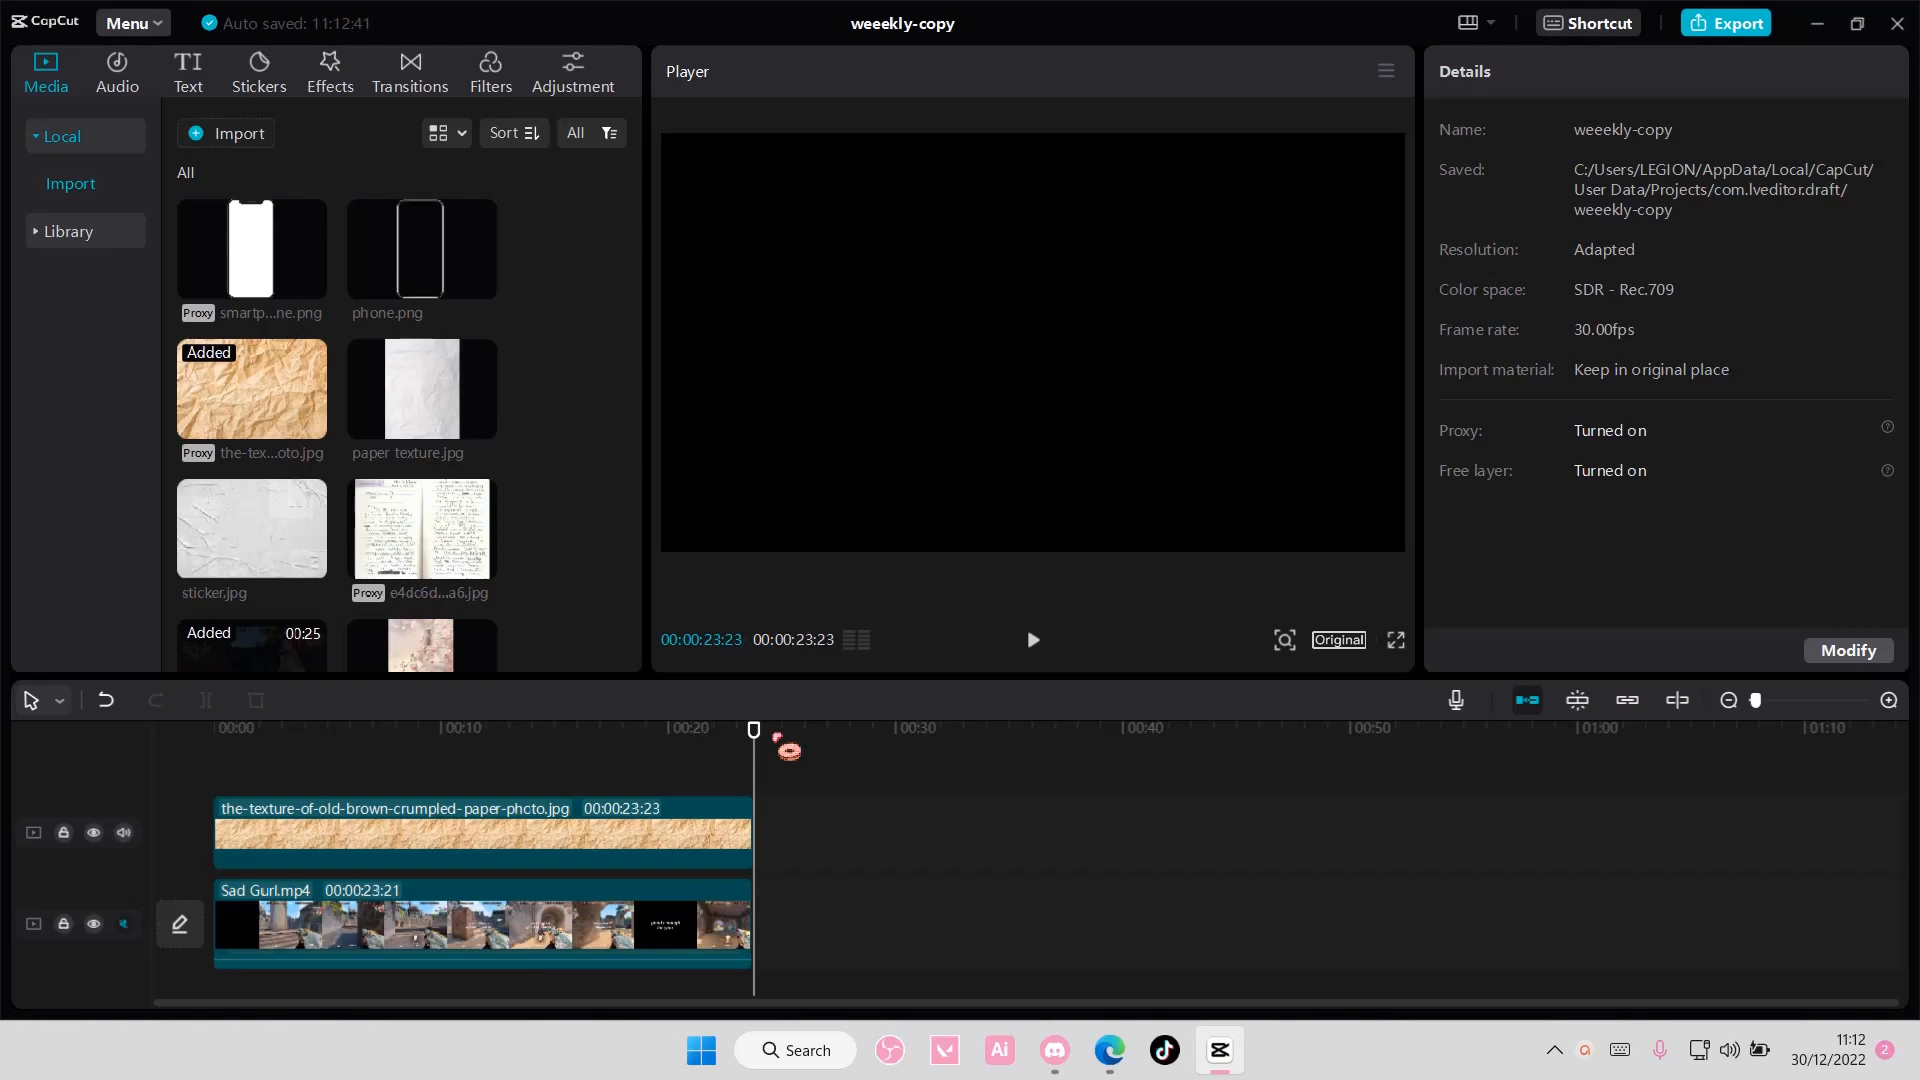 CapCut
Menu
Auto saved: 11:12:41
weeekly-copy
Shortcut
Export
Media
Audio
TI
Text
Stickers
Effects
Transitions
Filters
Adjustment
Player
Details
Local
Import
Library
Import
Sort
All
All
Proxy smartp...ne.png
phone.png
Added
Proxy the-tex...oto.jpg
paper texture.jpg
sticker.jpg
Proxy e4dc6d...a6.jpg
Added 00:25
Name: weeekly-copy
Saved: C:/Users/LEGION/AppData/Local/CapCut/
User Data/Projects/com.lveditor.draft/
weeekly-copy
Resolution: Adapted
Color space: SDR - Rec.709
Frame rate: 30.00fps
Import material: Keep in original place
Proxy: Turned on
Free layer: Turned on
Modify
00:00:23:23 00:00:23:23
Original
00:00 00:10 00:20 00:30 00:40 00:50 01:00 01:10
the-texture-of-old-brown-crumpled-paper-photo.jpg 00:00:23:23
Sad Gurl.mp4 00:00:23:21
Search
Ai
11:12
30/12/2022
2